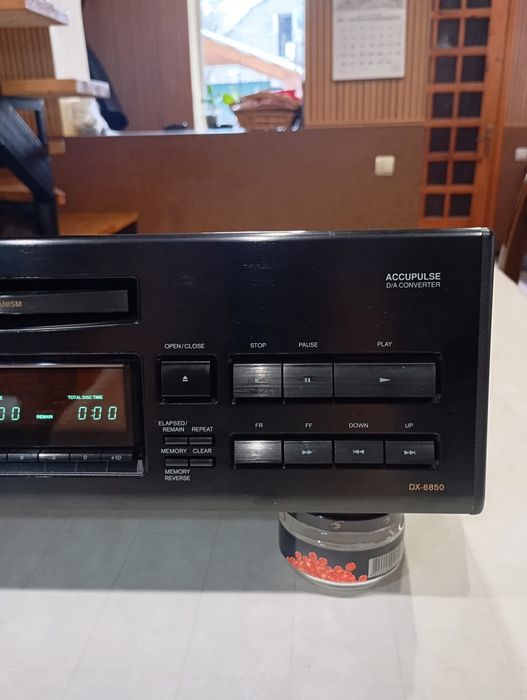 ACCUPULSE
D/A CONVERTER
ANISM
OPEN/CLOSE
STOP PAUSE PLAY
TOTAL DISC TIME
00 REMAIN 0:00
ELAPSED/
REMAIN REPEAT
MEMORY CLEAR
MEMORY
REVERSE
FR FF DOWN UP
0 +10
DX-6850